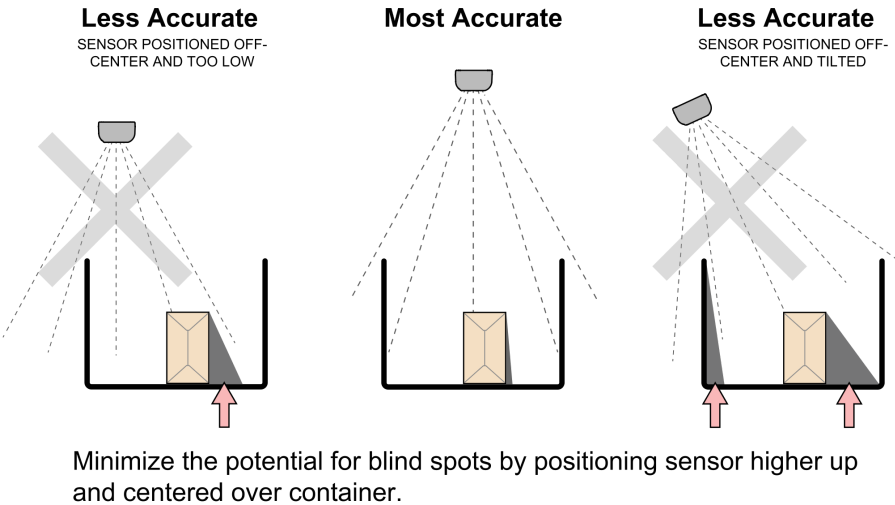 Less Accurate
SENSOR POSITIONED OFF-
CENTER AND TOO LOW
Most Accurate
Less Accurate
SENSOR POSITIONED OFF-
CENTER AND TILTED
Minimize the potential for blind spots by positioning sensor higher up
and centered over container.